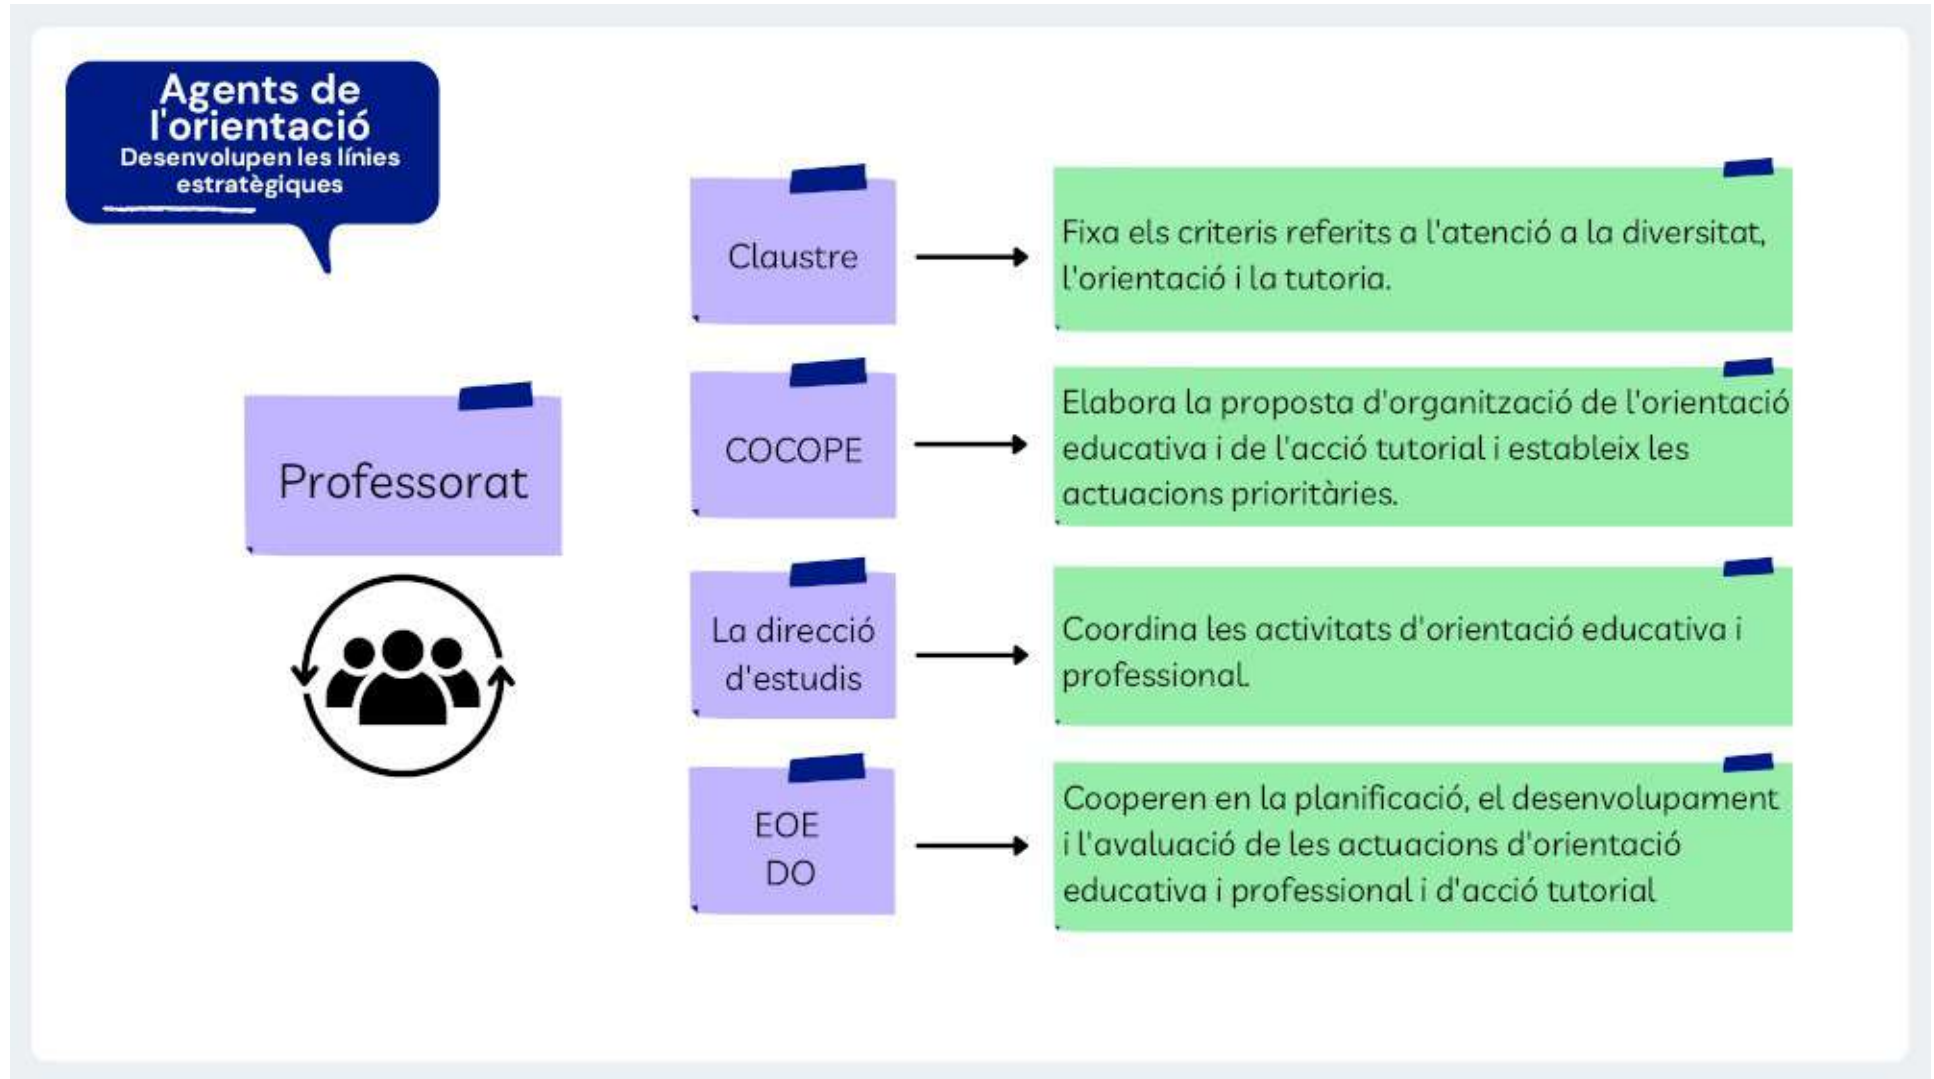 Agents de
l'orientació
Desenvolupen les línies
estratègiques
Professorat
Claustre
Fixa els criteris referits a l'atenció a la diversitat,
l'orientació i la tutoria.
COCOPE
Elabora la proposta d'organització de l'orientació
educativa i de l'acció tutorial i estableix les
actuacions prioritàries.
La direcció
d'estudis
Coordina les activitats d'orientació educativa i
professional.
EOE
DO
Cooperen en la planificació, el desenvolupament
i l'avaluació de les actuacions d'orientació
educativa i professional i d'acció tutorial